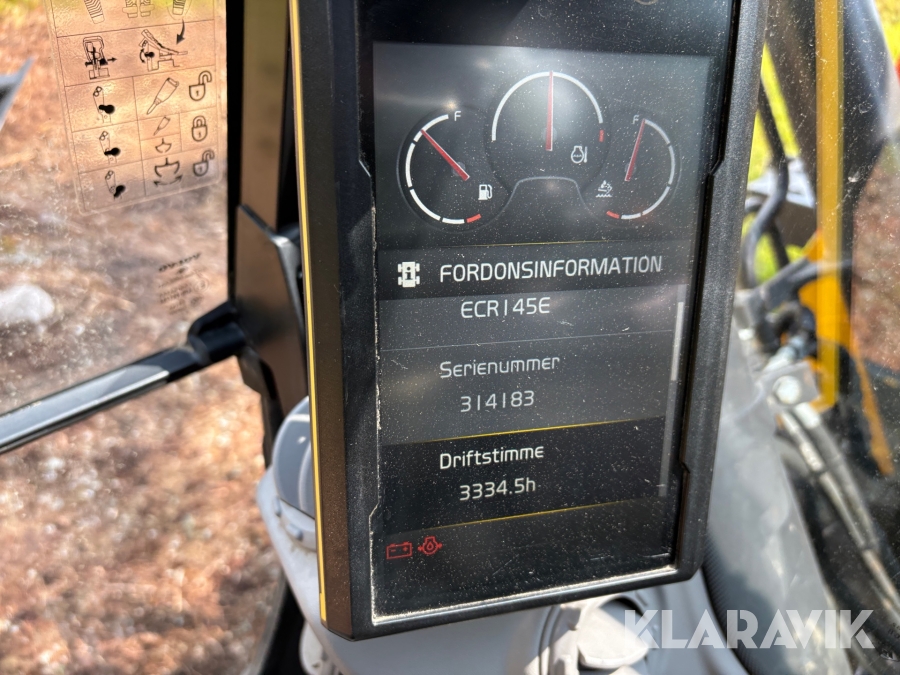 F
F
FORDONSINFORMATION
ECR145E
Serienummer
314183
Driftstimme
3334.5h
KLARAVIK